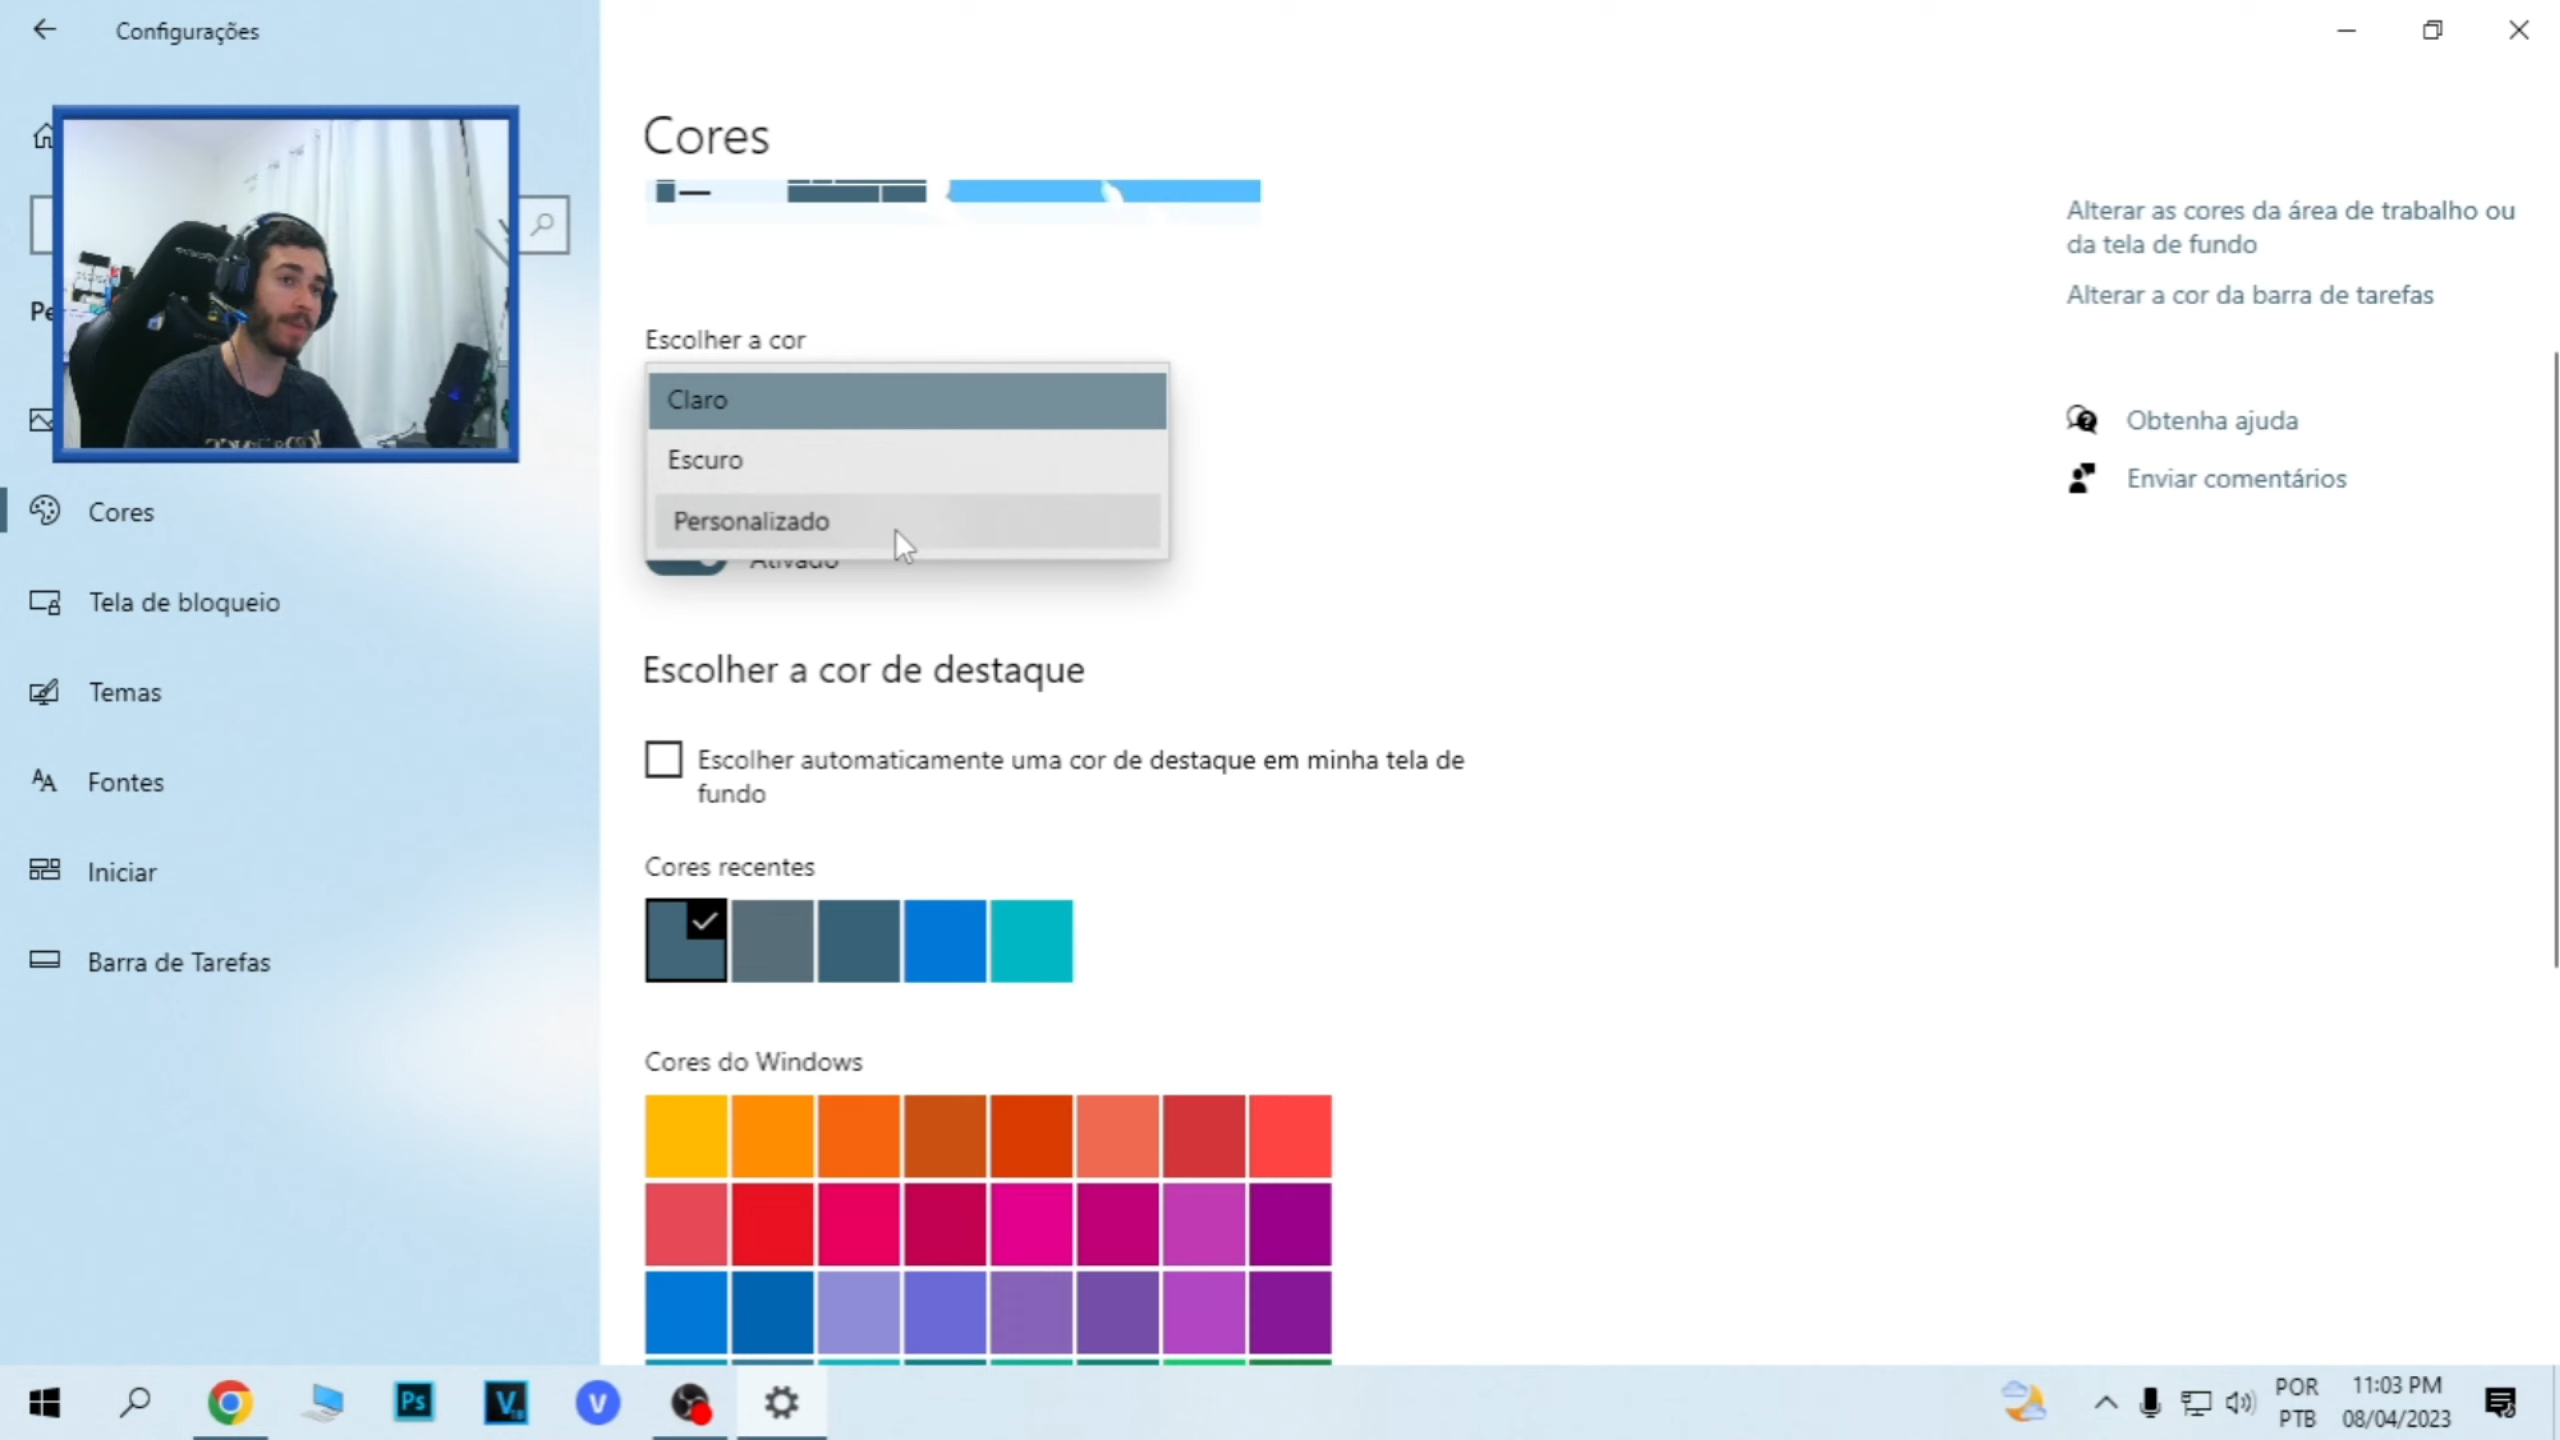 Configurações
Cores
Cores
Tela de bloqueio
Temas
Fontes
Iniciar
Barra de Tarefas
Escolher a cor
Claro
Escuro
Personalizado
Ativado
Escolher a cor de destaque
Escolher automaticamente uma cor de destaque em minha tela de
fundo
Cores recentes
Cores do Windows
Alterar as cores da área de trabalho ou
da tela de fundo
Alterar a cor da barra de tarefas
Obtenha ajuda
Enviar comentários
Ps
V
V
POR
PTB
11:03 PM
08/04/2023